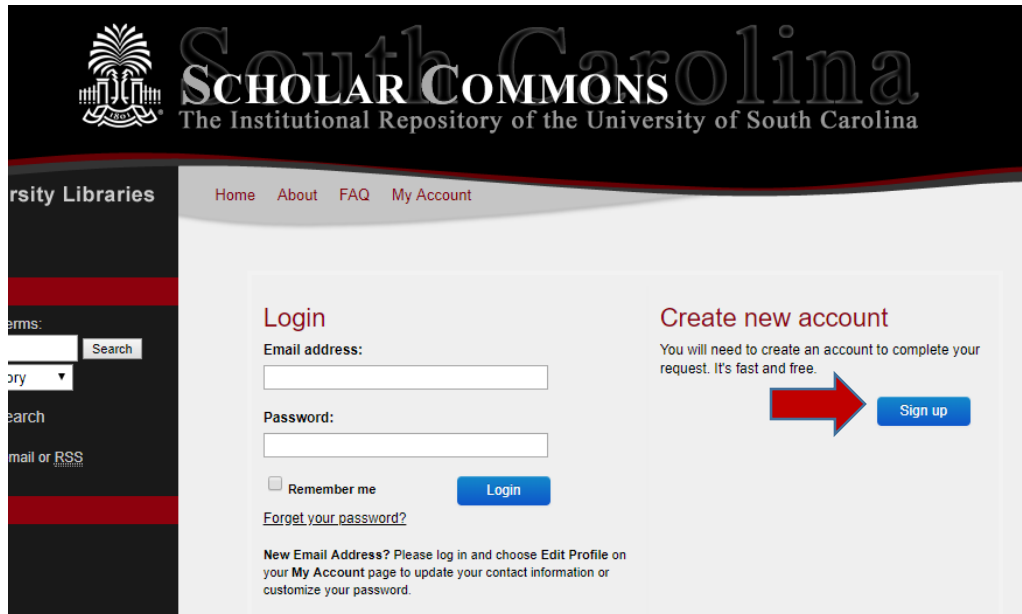 South Carolina
SCHOLAR COMMONS
The Institutional Repository of the University of South Carolina
1801
rsity Libraries
Home About FAQ My Account
erms:
Search
ory
earch
mail or RSS
Login
Email address:
Password:
Remember me
Login
Forget your password?
New Email Address? Please log in and choose Edit Profile on
your My Account page to update your contact information or
customize your password.
Create new account
You will need to create an account to complete your
request. It's fast and free.
Sign up